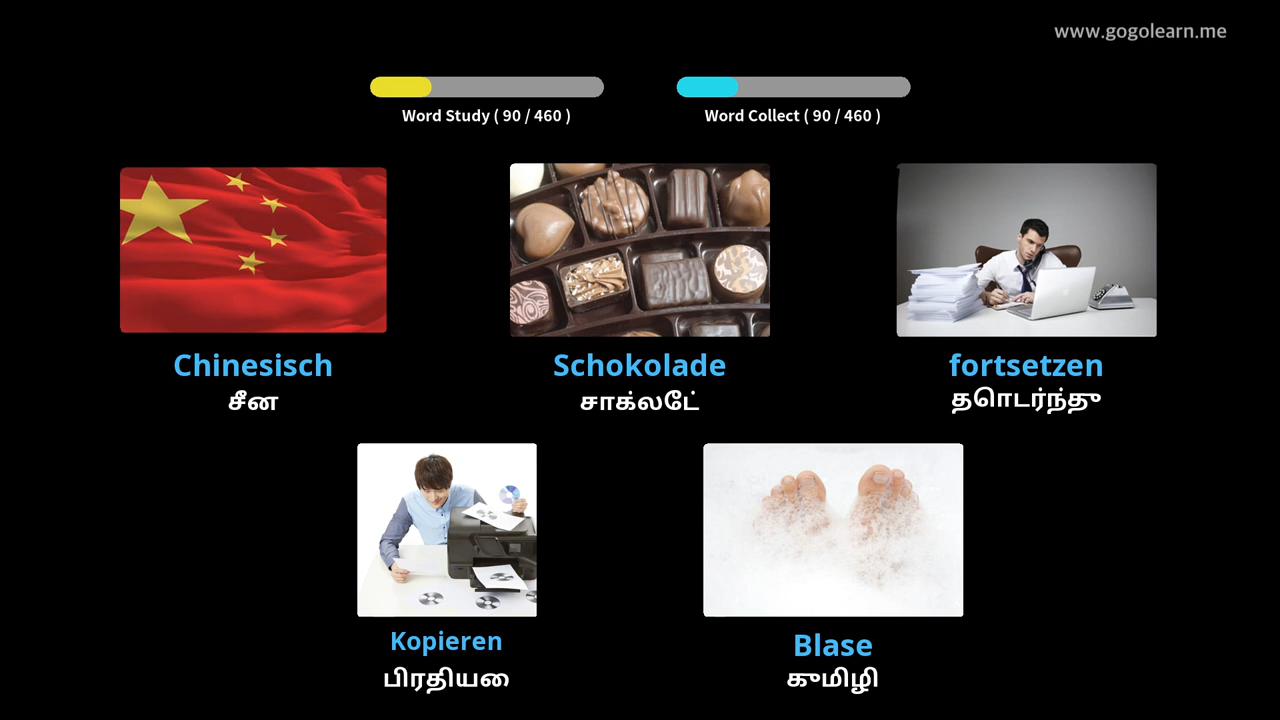 www.gogolearn.me
Word Study ( 90 / 460 )
Word Collect ( 90 / 460 )
Chinesisch
சீன
Schokolade
சாக்லேட்
fortsetzen
தொடர்ந்து
Kopieren
பிரதியை
Blase
குமிழி